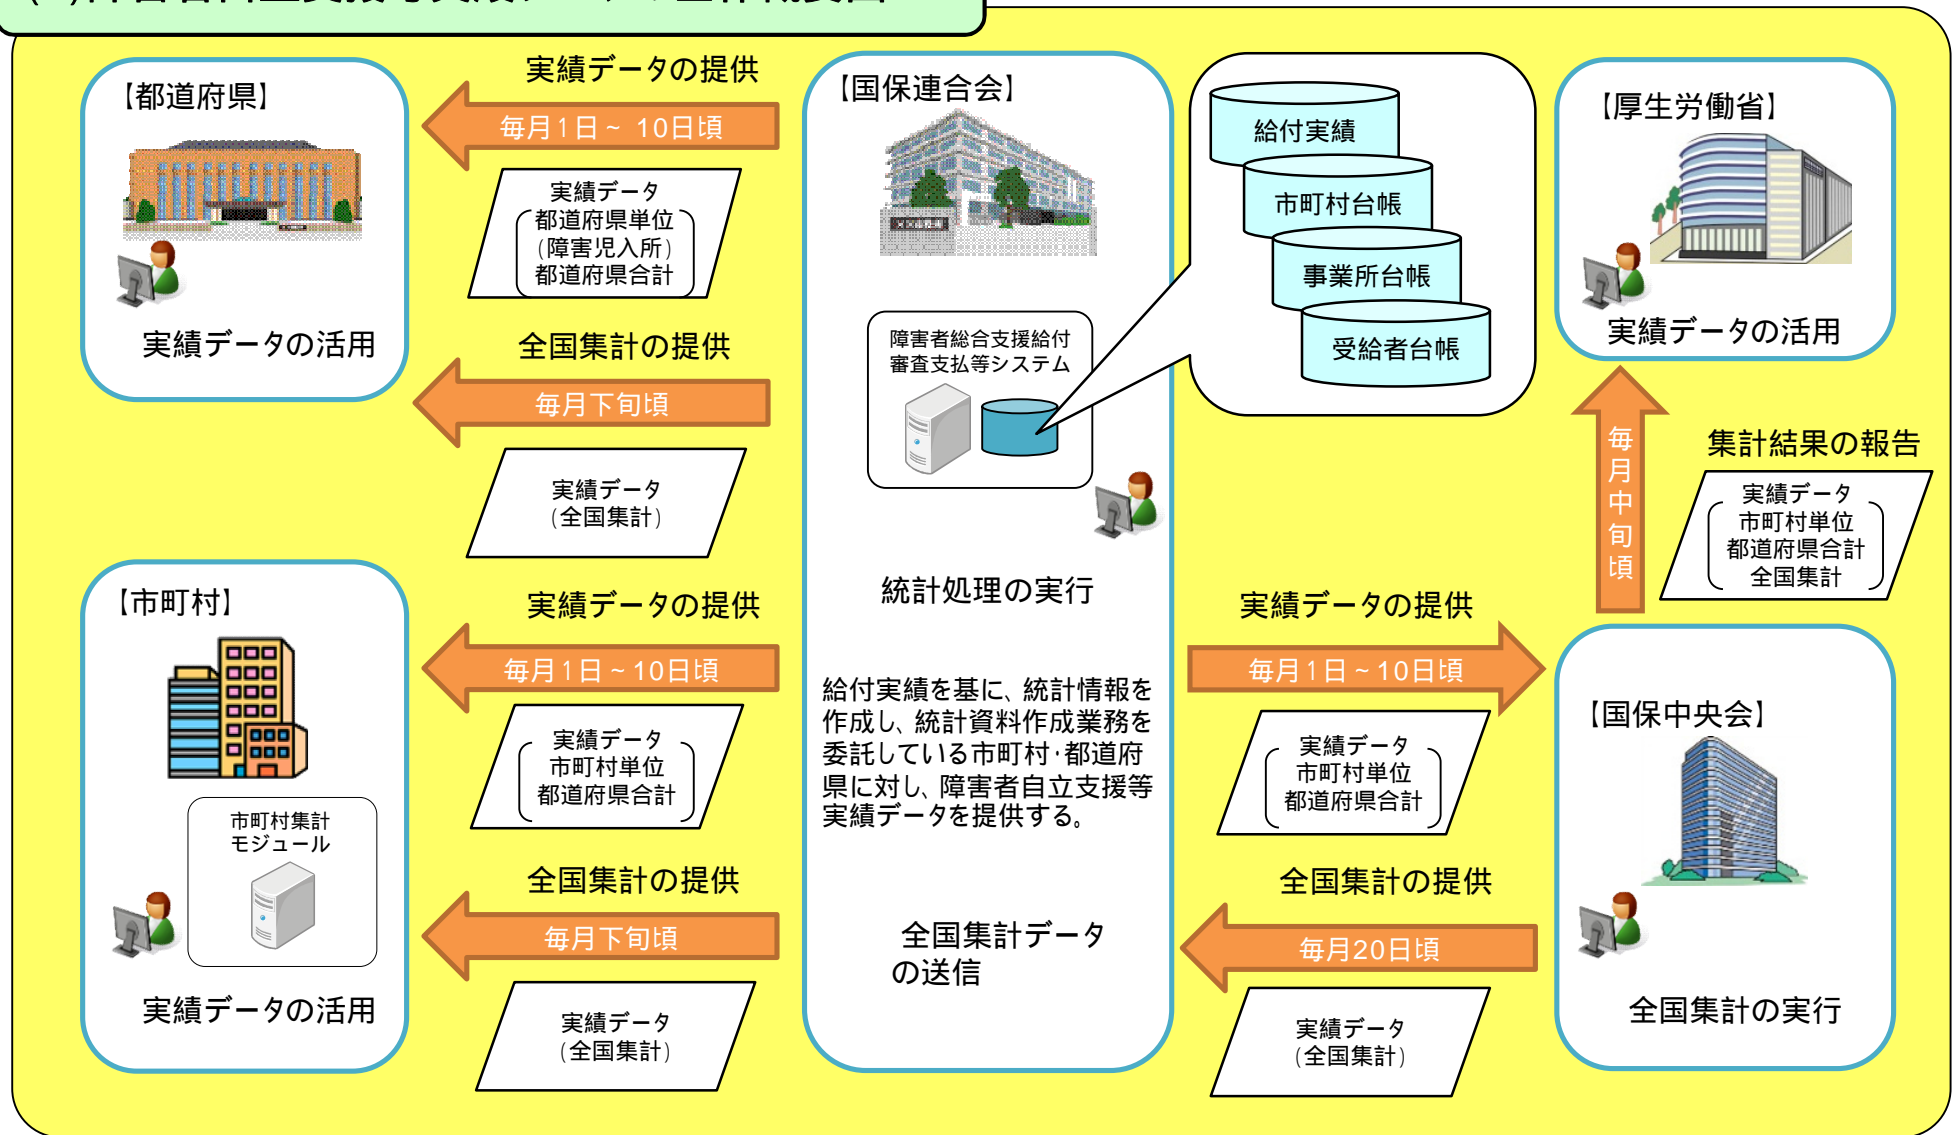 【都道府県】
実績データの活用
実績データの提供
毎月1日~ 10日頃
実績データ
都道府県単位
(障害児入所)
都道府県合計
全国集計の提供
毎月下旬頃
実績データ
(全国集計)
【市町村】
市町村集計
モジュール
実績データの活用
実績データの提供
毎月1日~10日頃
実績データ
市町村単位
都道府県合計
全国集計の提供
毎月下旬頃
実績データ
(全国集計)
【国保連合会】
障害者総合支援給付
審査支払等システム
統計処理の実行
給付実績を基に、統計情報を
作成し、統計資料作成業務を
委託している市町村・都道府
県に対し、障害者自立支援等
実績データを提供する。
全国集計データ
の送信
給付実績
市町村台帳
事業所台帳
受給者台帳
実績データの提供
毎月1日~10日頃
実績データ
市町村単位
都道府県合計
全国集計の提供
毎月20日頃
実績データ
(全国集計)
【厚生労働省】
実績データの活用
毎月中旬頃
集計結果の報告
実績データ
市町村単位
都道府県合計
全国集計
【国保中央会】
全国集計の実行